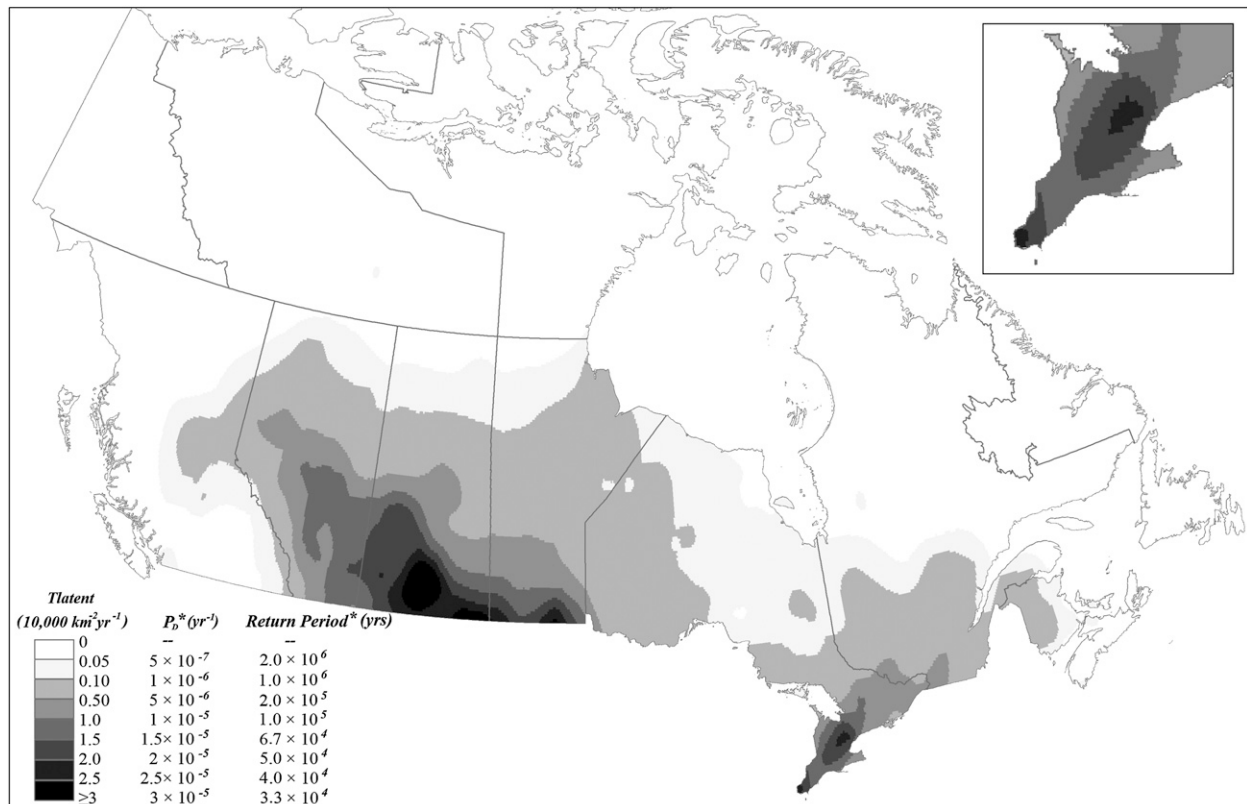 Tlatent
(10,000 km⁻²yr⁻¹) P_D*(yr⁻¹) Return Period* (yrs)
0 -- --
0.05 5 × 10⁻⁷ 2.0 × 10⁶
0.10 1 × 10⁻⁶ 1.0 × 10⁶
0.50 5 × 10⁻⁶ 2.0 × 10⁵
1.0 1 × 10⁻⁵ 1.0 × 10⁵
1.5 1.5× 10⁻⁵ 6.7 × 10⁴
2.0 2 × 10⁻⁵ 5.0 × 10⁴
2.5 2.5× 10⁻⁵ 4.0 × 10⁴
≥3 3 × 10⁻⁵ 3.3 × 10⁴